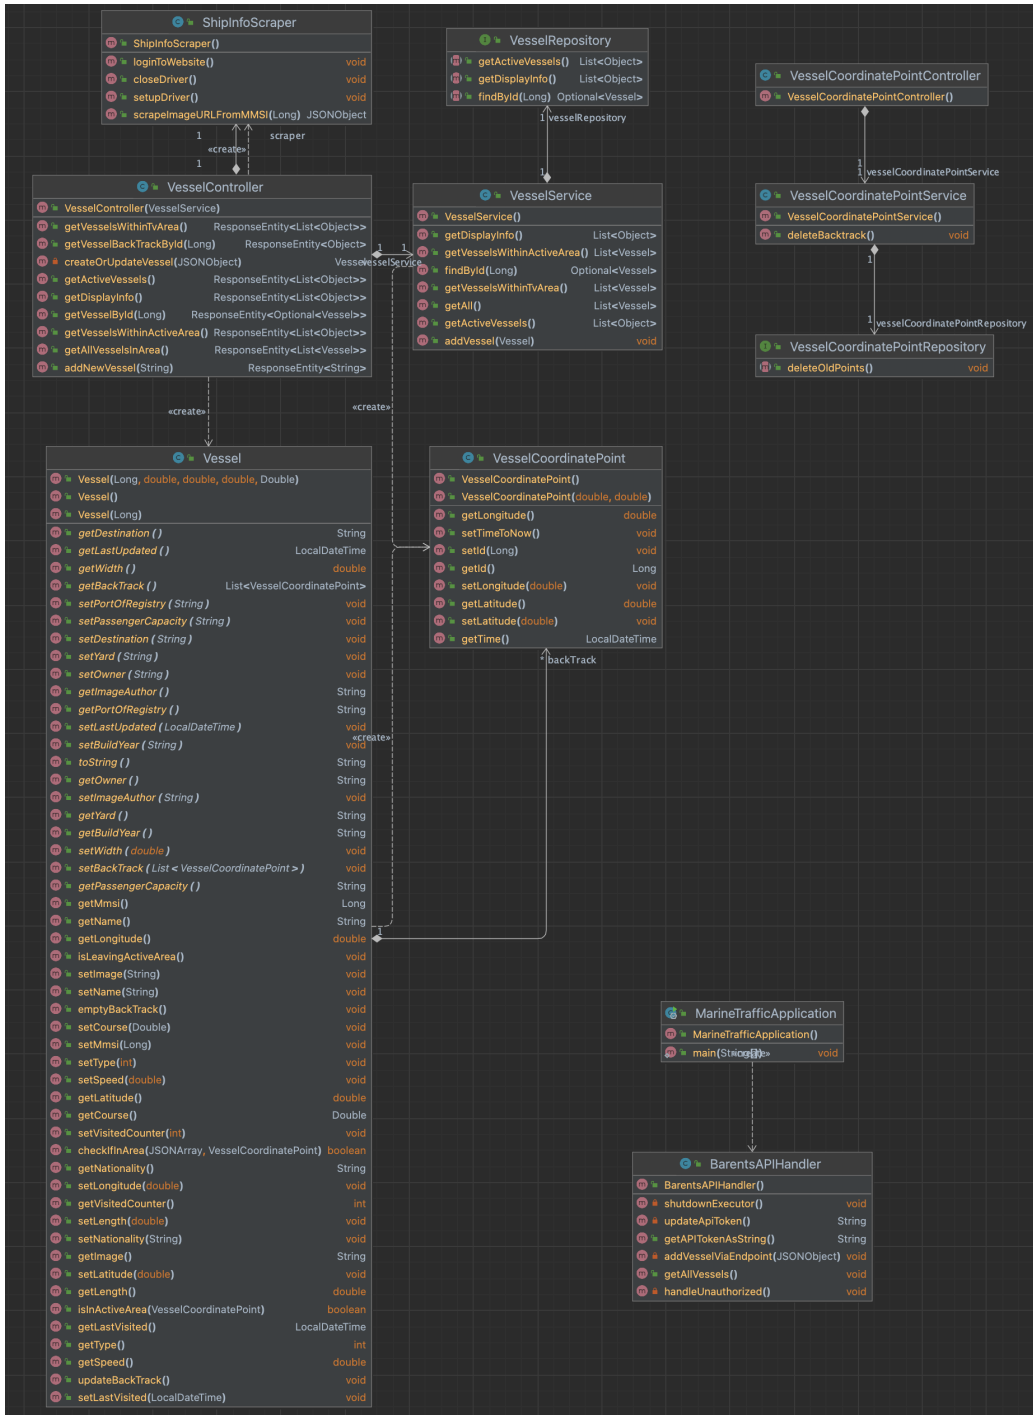 ShipInfoScraper
ShipInfoScraper()
loginToWebsite() void
closeDriver() void
setupDriver() void
scrapeImageURLFromMMSI(Long) JSONObject
1
scraper
«create»
1
VesselRepository
getActiveVessels() List<Object>
getDisplayInfo() List<Object>
findById(Long) Optional<Vessel>
1 vesselRepository
1
VesselCoordinatePointController
VesselCoordinatePointController()
1
1 vesselCoordinatePointService
VesselController
VesselController(VesselService)
getVesselsWithinTvArea() ResponseEntity<List<Object>>
getVesselBackTrackById(Long) ResponseEntity<Object>
createOrUpdateVessel(JSONObject) Vessel
getActiveVessels() ResponseEntity<List<Object>>
getDisplayInfo() ResponseEntity<List<Object>>
getVesselById(Long) ResponseEntity<Optional<Vessel>>
getVesselsWithinActiveArea() ResponseEntity<List<Object>>
getAllVesselsInArea() ResponseEntity<List<Vessel>>
addNewVessel(String) ResponseEntity<String>
1
1
vesselService
VesselService
VesselService()
getDisplayInfo() List<Object>
getVesselsWithinActiveArea() List<Vessel>
findById(Long) Optional<Vessel>
getVesselsWithinTvArea() List<Vessel>
getAll() List<Vessel>
getActiveVessels() List<Object>
addVessel(Vessel) void
VesselCoordinatePointService
VesselCoordinatePointService()
deleteBacktrack() void
1
1 vesselCoordinatePointRepository
VesselCoordinatePointRepository
deleteOldPoints() void
«create»
«create»
Vessel
Vessel(Long, double, double, double, Double)
Vessel()
Vessel(Long)
getDestination() String
getLastUpdated() LocalDateTime
getWidth() double
getBackTrack() List<VesselCoordinatePoint>
setPortOfRegistry(String) void
setPassengerCapacity(String) void
setDestination(String) void
setYard(String) void
setOwner(String) void
getImageAuthor() String
getPortOfRegistry() String
setLastUpdated(LocalDateTime) void
setBuildYear(String) void
toString() String
getOwner() String
setImageAuthor(String) void
getYard() String
getBuildYear() String
setWidth(double) void
setBackTrack(List<VesselCoordinatePoint>) void
getPassengerCapacity() String
getMmsi() Long
getName() String
getLongitude() double
isLeavingActiveArea() void
setImage(String) void
setName(String) void
emptyBackTrack() void
setCourse(Double) void
setMmsi(Long) void
setType(int) void
setSpeed(double) void
getLatitude() double
getCourse() Double
setVisitedCounter(int) void
checkIfInArea(JSONArray, VesselCoordinatePoint) boolean
getNationality() String
setLongitude(double) void
getVisitedCounter() int
setLength(double) void
setNationality(String) void
getImage() String
setLatitude(double) void
getLength() double
isInActiveArea(VesselCoordinatePoint) boolean
getLastVisited() LocalDateTime
getType() int
getSpeed() double
updateBackTrack() void
setLastVisited(LocalDateTime) void
VesselCoordinatePoint
VesselCoordinatePoint()
VesselCoordinatePoint(double, double)
getLongitude() double
setTimeToNow() void
setId(Long) void
getId() Long
setLongitude(double) void
getLatitude() double
setLatitude(double) void
getTime() LocalDateTime
* backTrack
«create»
1
MarineTrafficApplication
MarineTrafficApplication()
main(String[]) void
«create»
BarentsAPIHandler
BarentsAPIHandler()
shutdownExecutor() void
updateApiToken() String
getAPITokenAsString() String
addVesselViaEndpoint(JSONObject) void
getAllVessels() void
handleUnauthorized() void